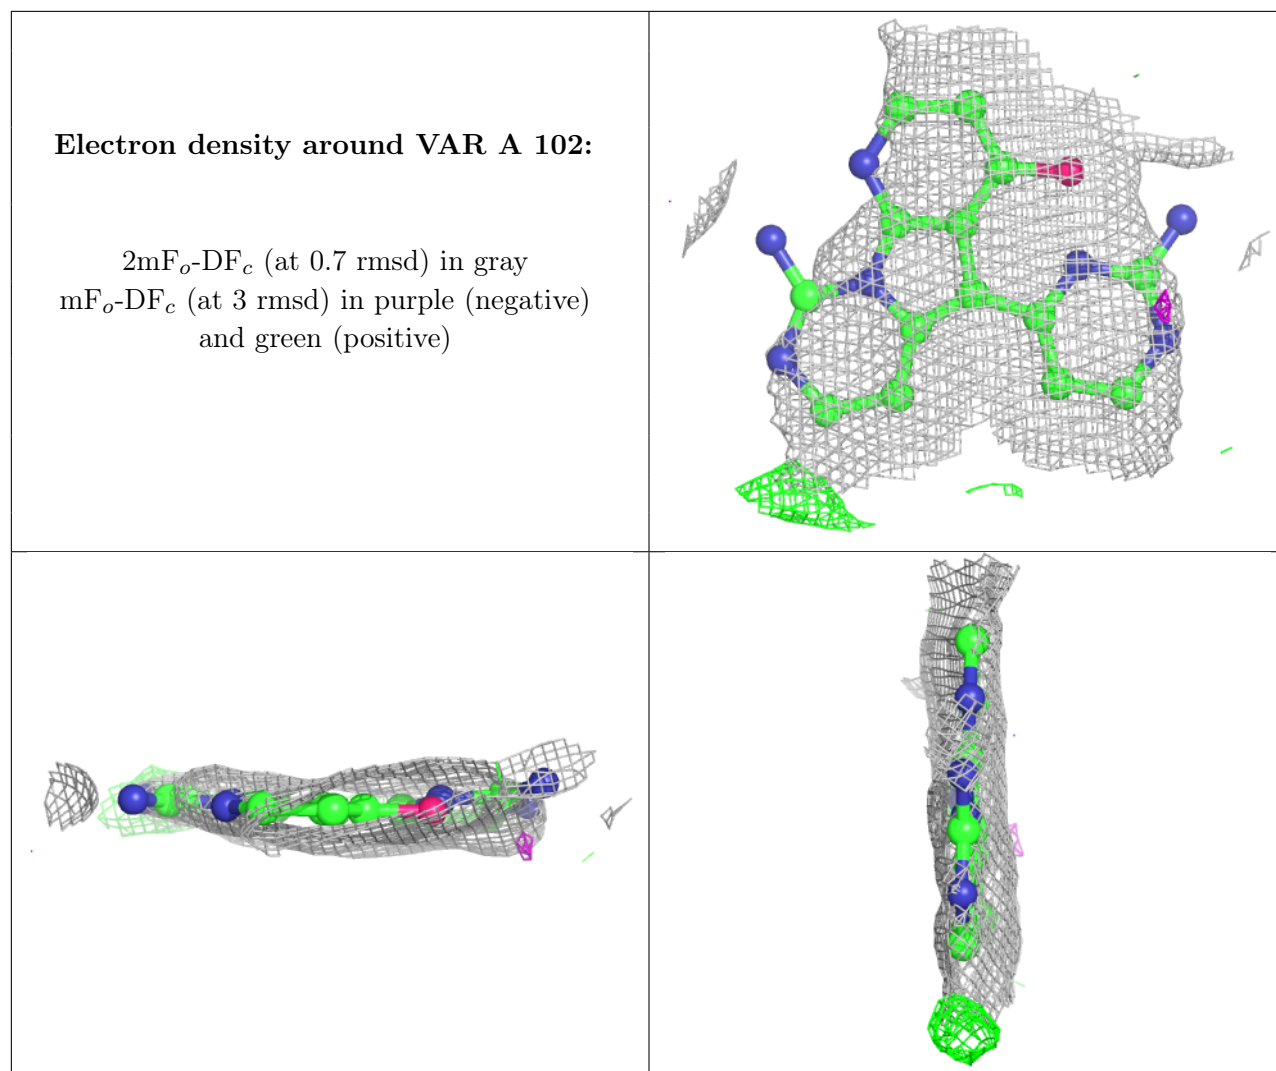 Electron density around VAR A 102:
2mFo-DFc (at 0.7 rmsd) in gray
mFo-DFc (at 3 rmsd) in purple (negative)
and green (positive)